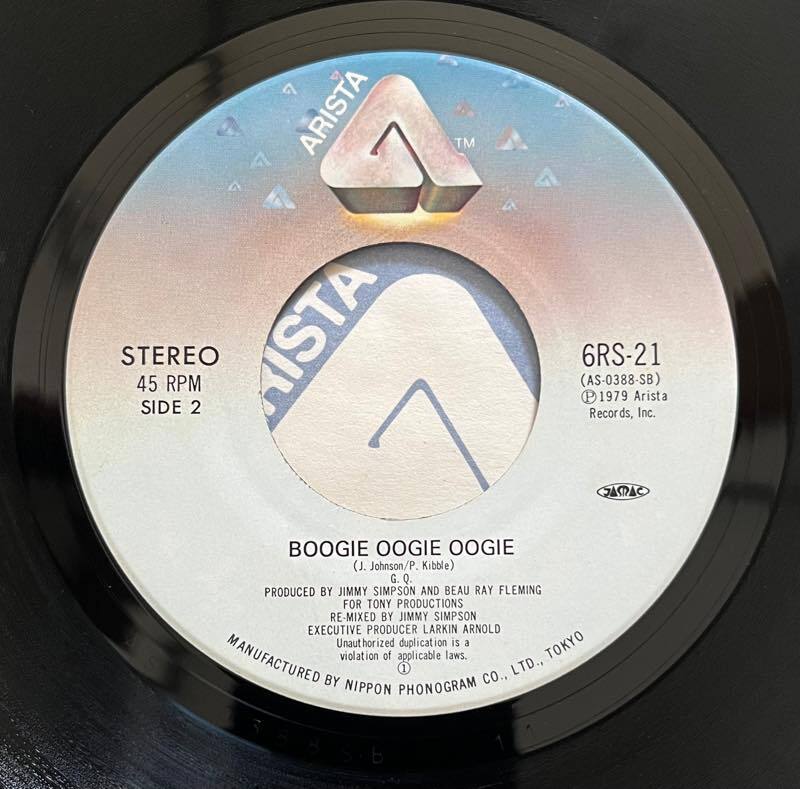 ARISTA
TM
ARISTA
STEREO
45 RPM
SIDE 2
6RS-21
(AS-0388-SB)
Ⓟ1979 Arista
Records, Inc.
JASRAC
BOOGIE OOGIE OOGIE
(J. Johnson/P. Kibble)
G. Q.
PRODUCED BY JIMMY SIMPSON AND BEAU RAY FLEMING
FOR TONY PRODUCTIONS
RE-MIXED BY JIMMY SIMPSON
EXECUTIVE PRODUCER LARKIN ARNOLD
Unauthorized duplication is a
violation of applicable laws.
①
MANUFACTURED BY NIPPON PHONOGRAM CO., LTD., TOKYO